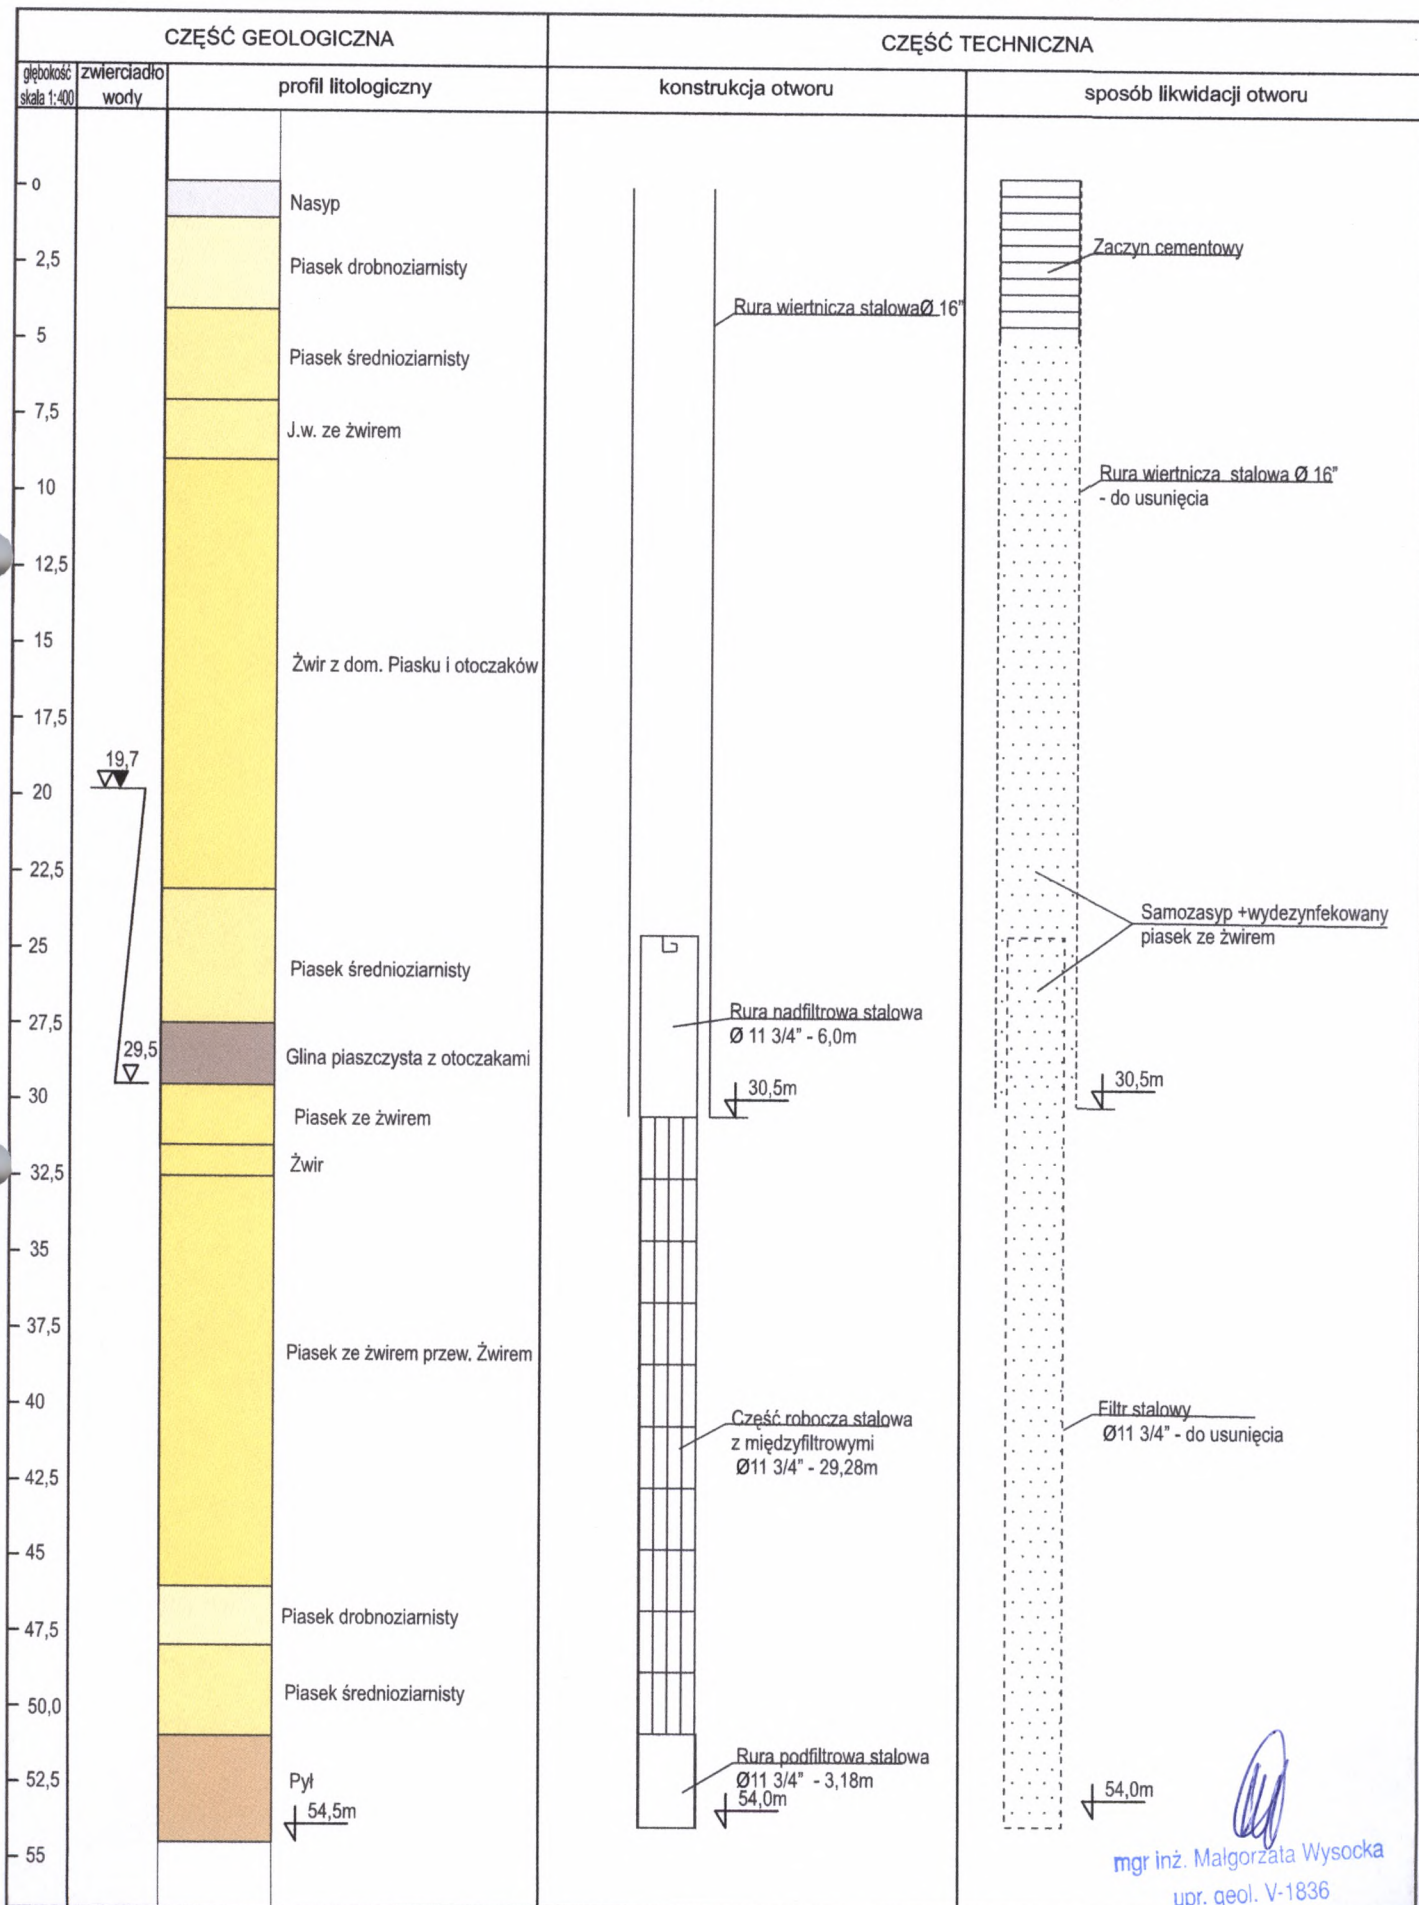 CZĘŚĆ GEOLOGICZNA
CZĘŚĆ TECHNICZNA
głębokość
skala 1:400
zwierciadło
wody
profil litologiczny
konstrukcja otworu
sposób likwidacji otworu
0
2,5
5
7,5
10
12,5
15
17,5
20
22,5
25
27,5
30
32,5
35
37,5
40
42,5
45
47,5
50,0
52,5
55
19,7
29,5
Nasyp
Piasek drobnoziarnisty
Piasek średnioziarnisty
J.w. ze żwirem
Żwir z dom. Piasku i otoczaków
Piasek średnioziarnisty
Glina piaszczysta z otoczakami
Piasek ze żwirem
Żwir
Piasek ze żwirem przew. Żwirem
Piasek drobnoziarnisty
Piasek średnioziarnisty
Pył
54,5m
Rura wiertnicza stalowaØ 16"
Rura nadfiltrowa stalowa
Ø 11 3/4" - 6,0m
30,5m
Część robocza stalowa
z międzyfiltrowymi
Ø11 3/4" - 29,28m
Rura podfiltrowa stalowa
Ø11 3/4" - 3,18m
54,0m
Zaczyn cementowy
Rura wiertnicza stalowa Ø 16"
- do usunięcia
Samozasyp +wydezynfekowany
piasek ze żwirem
30,5m
Filtr stalowy
Ø11 3/4" - do usunięcia
54,0m
mgr inż. Małgorzata Wysocka
upr. geol. V-1836